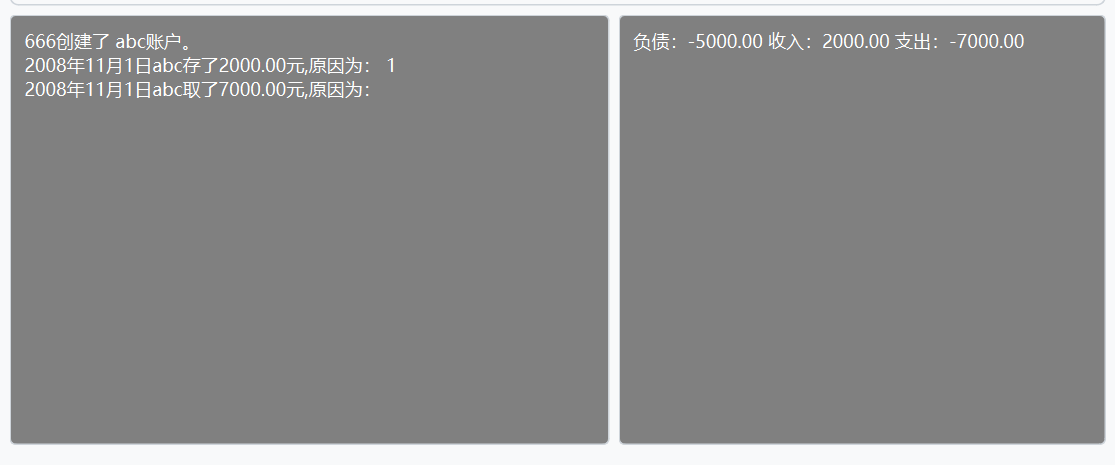 666创建了 abc账户。
2008年11月1日abc存了2000.00元,原因为： 1
2008年11月1日abc取了7000.00元,原因为：
负债：-5000.00 收入：2000.00 支出：-7000.00